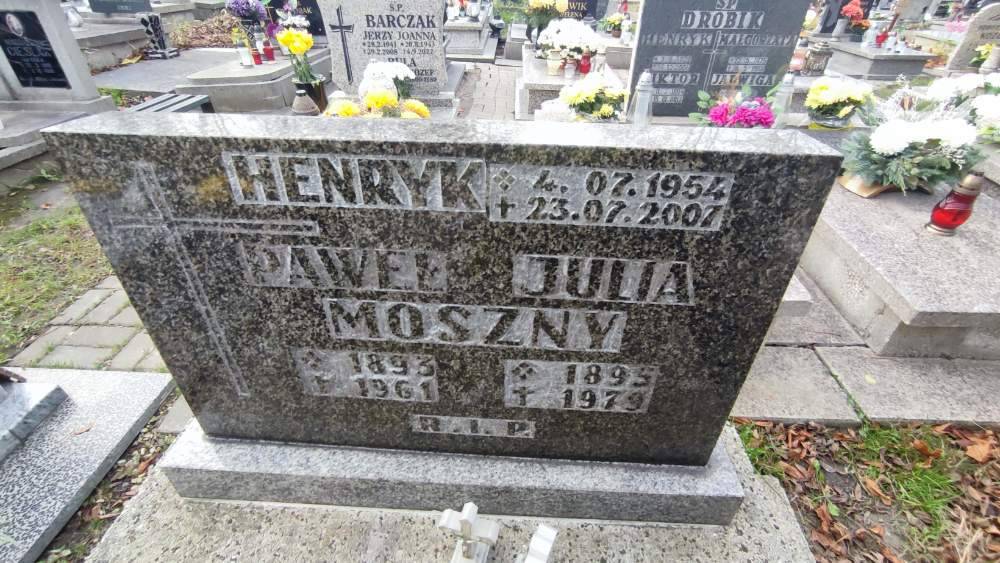 HENRYK 4. 07. 1954
✝ 23.07.2007
PAWEŁ JULIA
MOSZNY
1893 1895
✝ 1961 ✝ 1979
R.I.P.
Ś.P.
BARCZAK
JERZY JOANNA
DROBIK
HENRYK MAŁGORZATA
WIKTOR JADWIGA